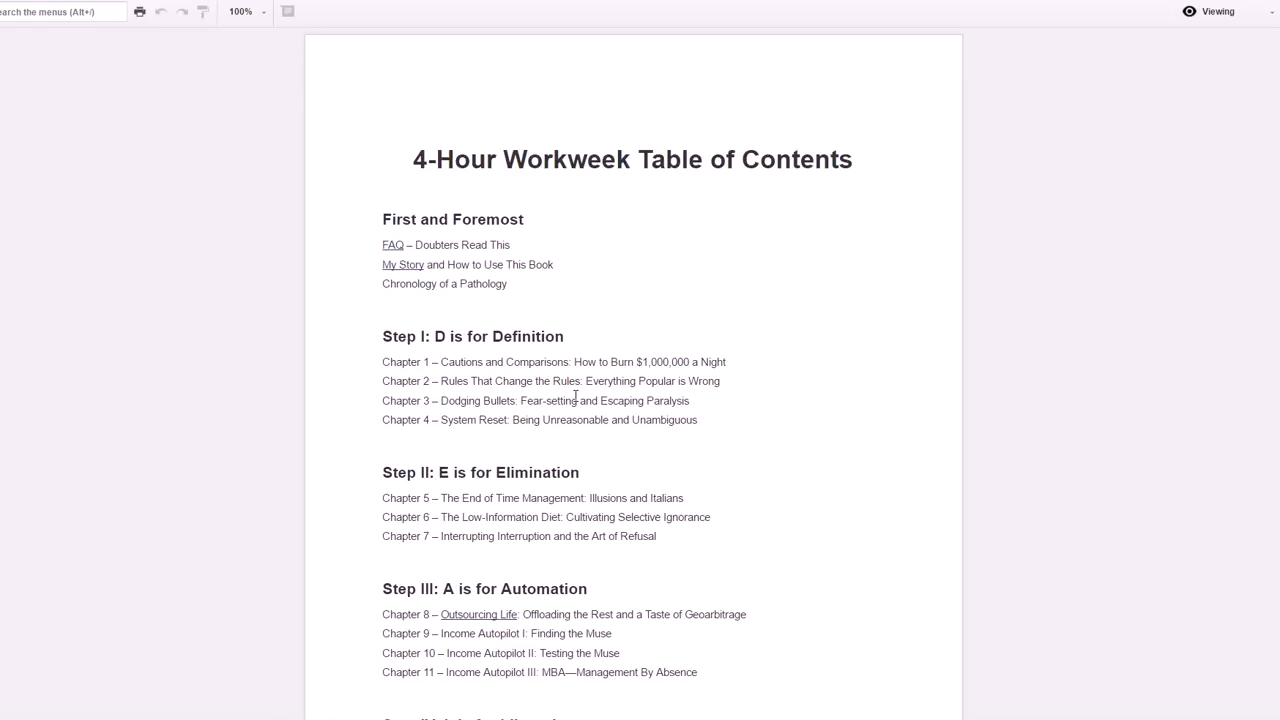 earch the menus (Alt+/)
100%
Viewing
4-Hour Workweek Table of Contents
First and Foremost
FAQ – Doubters Read This
My Story and How to Use This Book
Chronology of a Pathology
Step I: D is for Definition
Chapter 1 – Cautions and Comparisons: How to Burn $1,000,000 a Night
Chapter 2 – Rules That Change the Rules: Everything Popular is Wrong
Chapter 3 – Dodging Bullets: Fear-setting and Escaping Paralysis
Chapter 4 – System Reset: Being Unreasonable and Unambiguous
Step II: E is for Elimination
Chapter 5 – The End of Time Management: Illusions and Italians
Chapter 6 – The Low-Information Diet: Cultivating Selective Ignorance
Chapter 7 – Interrupting Interruption and the Art of Refusal
Step III: A is for Automation
Chapter 8 – Outsourcing Life: Offloading the Rest and a Taste of Geoarbitrage
Chapter 9 – Income Autopilot I: Finding the Muse
Chapter 10 – Income Autopilot II: Testing the Muse
Chapter 11 – Income Autopilot III: MBA—Management By Absence